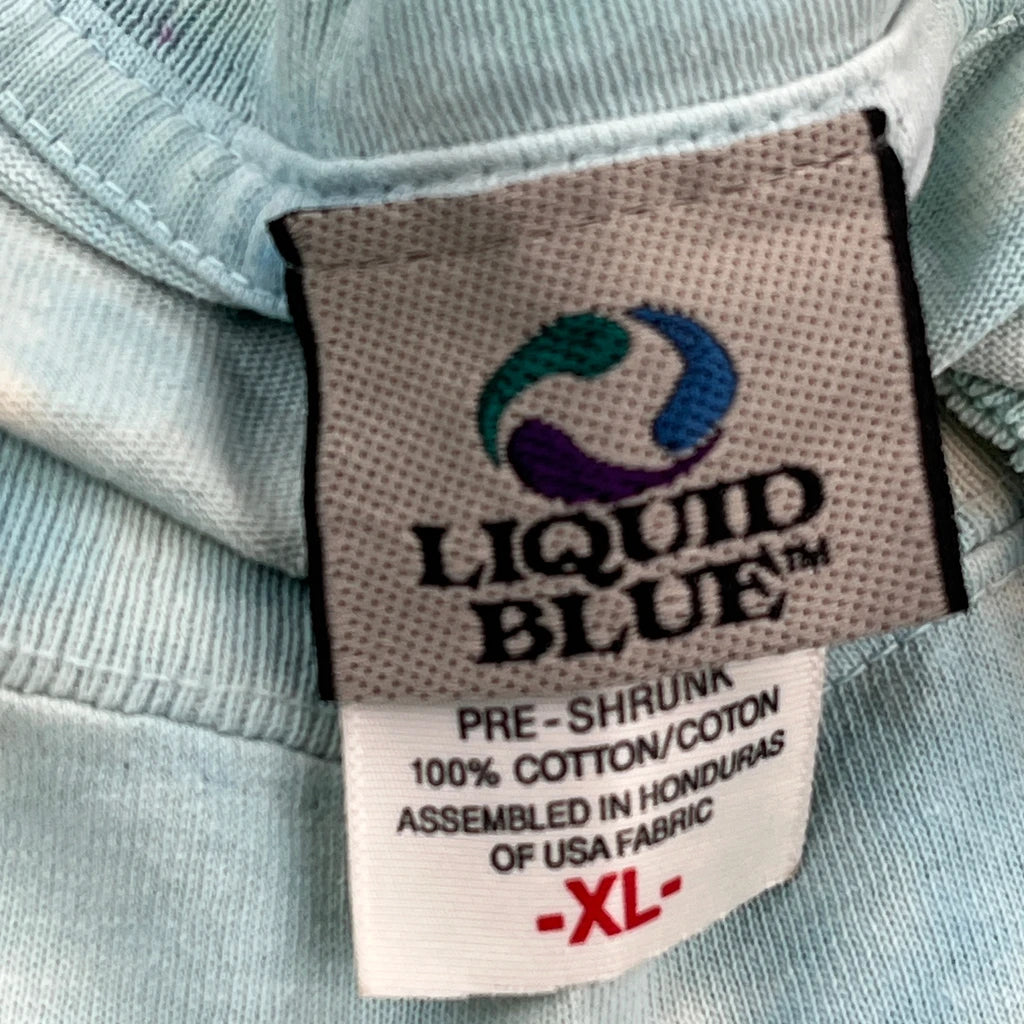 LIQUID
BLUE™
PRE-SHRUNK
100% COTTON/COTON
ASSEMBLED IN HONDURAS
OF USA FABRIC
-XL-